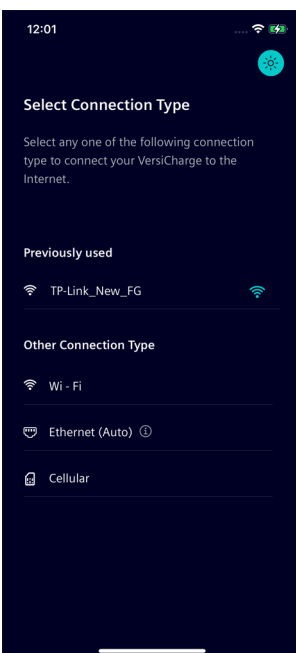 12:01
Select Connection Type
Select any one of the following connection
type to connect your VersiCharge to the
Internet.
Previously used
TP-Link_New_FG
Other Connection Type
Wi - Fi
Ethernet (Auto)
Cellular